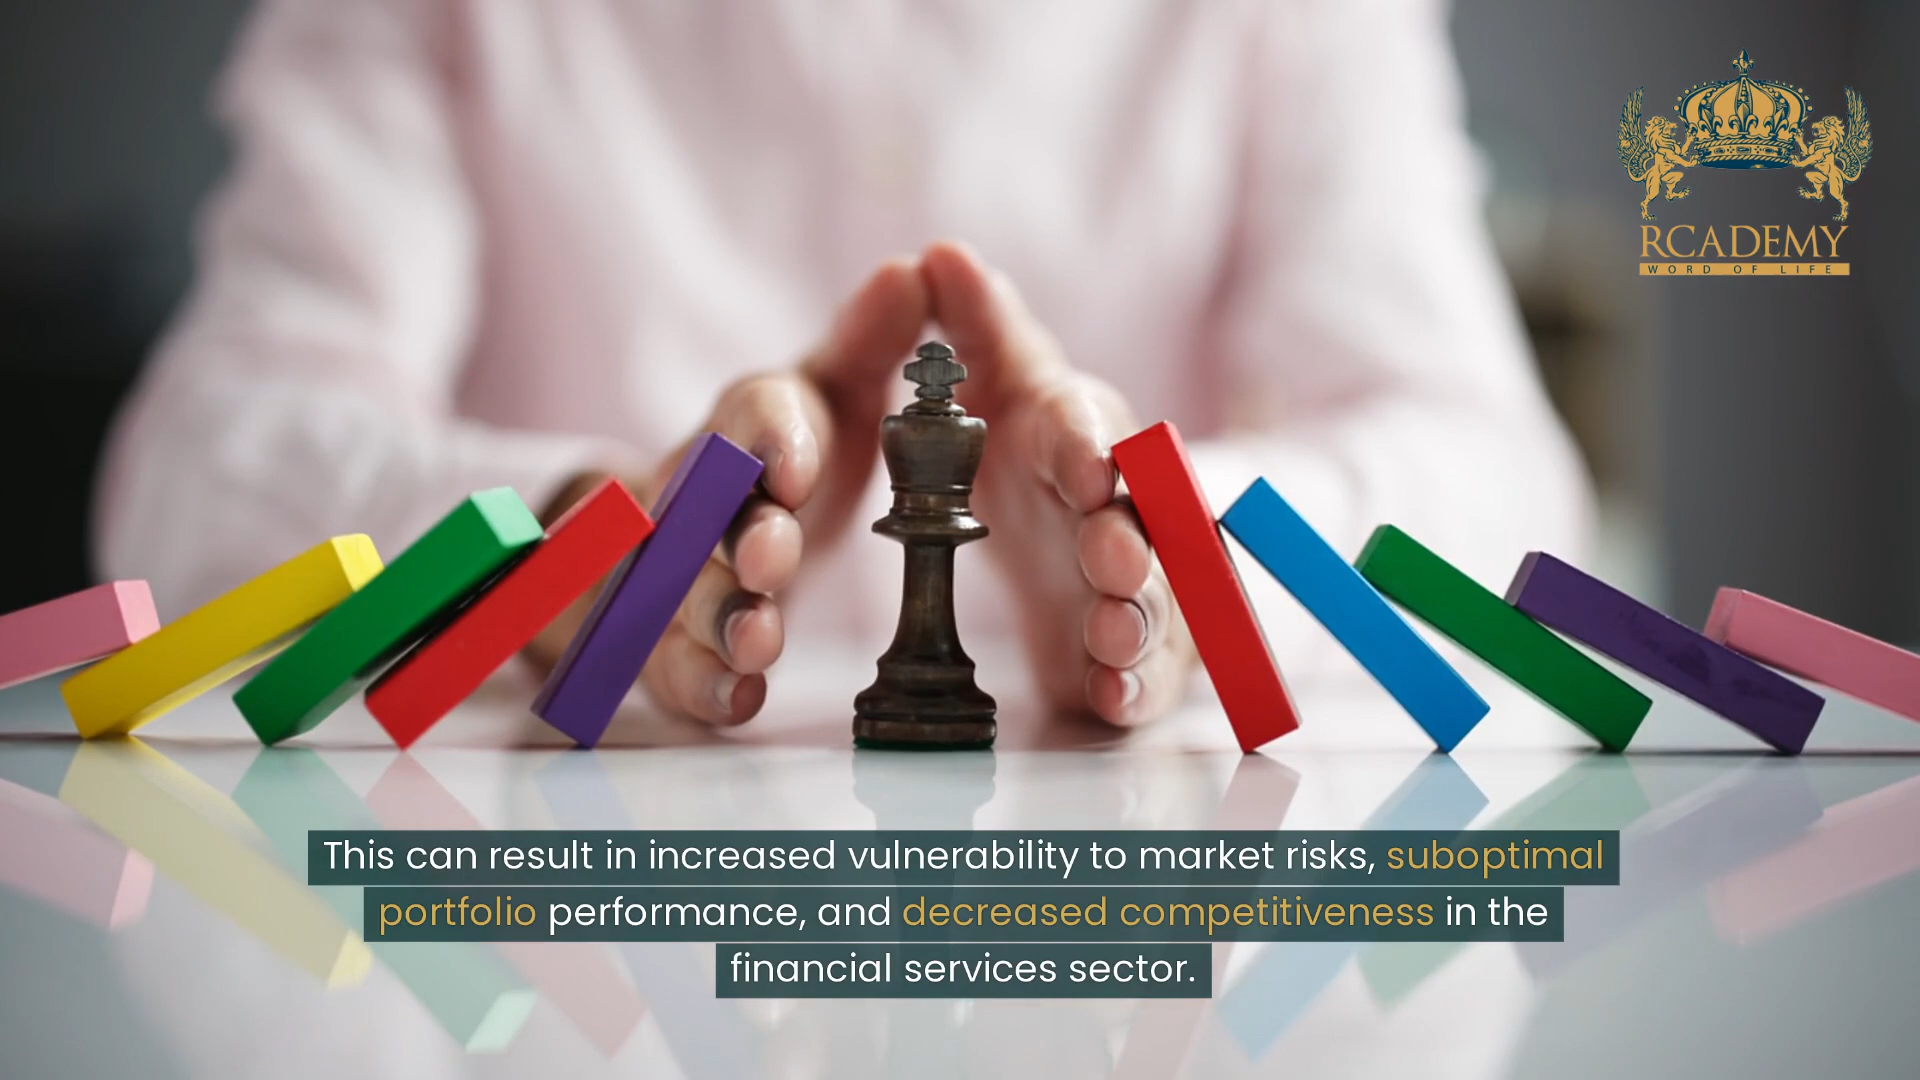 RCADEMY
WORD OF LIFE
This can result in increased vulnerability to market risks, suboptimal
portfolio performance, and decreased competitiveness in the
financial services sector.